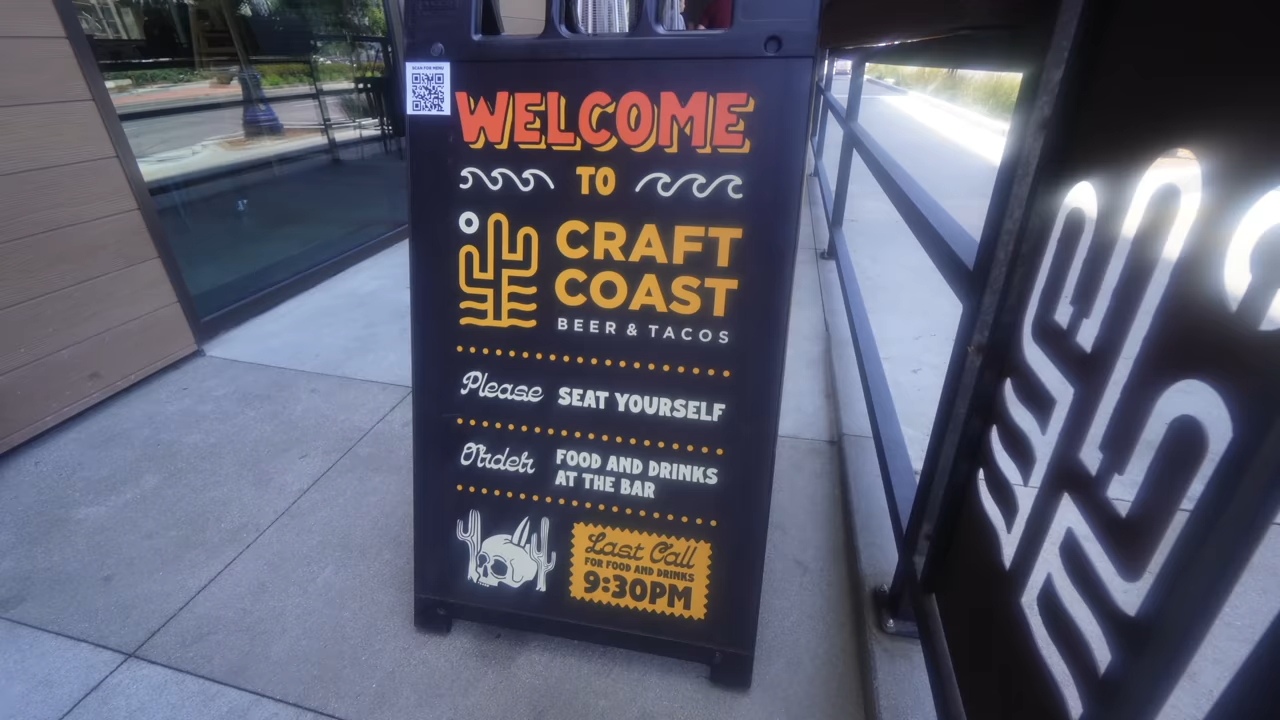 SCAN FOR MENU
WELCOME
TO
CRAFT
COAST
BEER & TACOS
Please SEAT YOURSELF
Order FOOD AND DRINKS
AT THE BAR
Last Call
FOR FOOD AND DRINKS
9:30PM